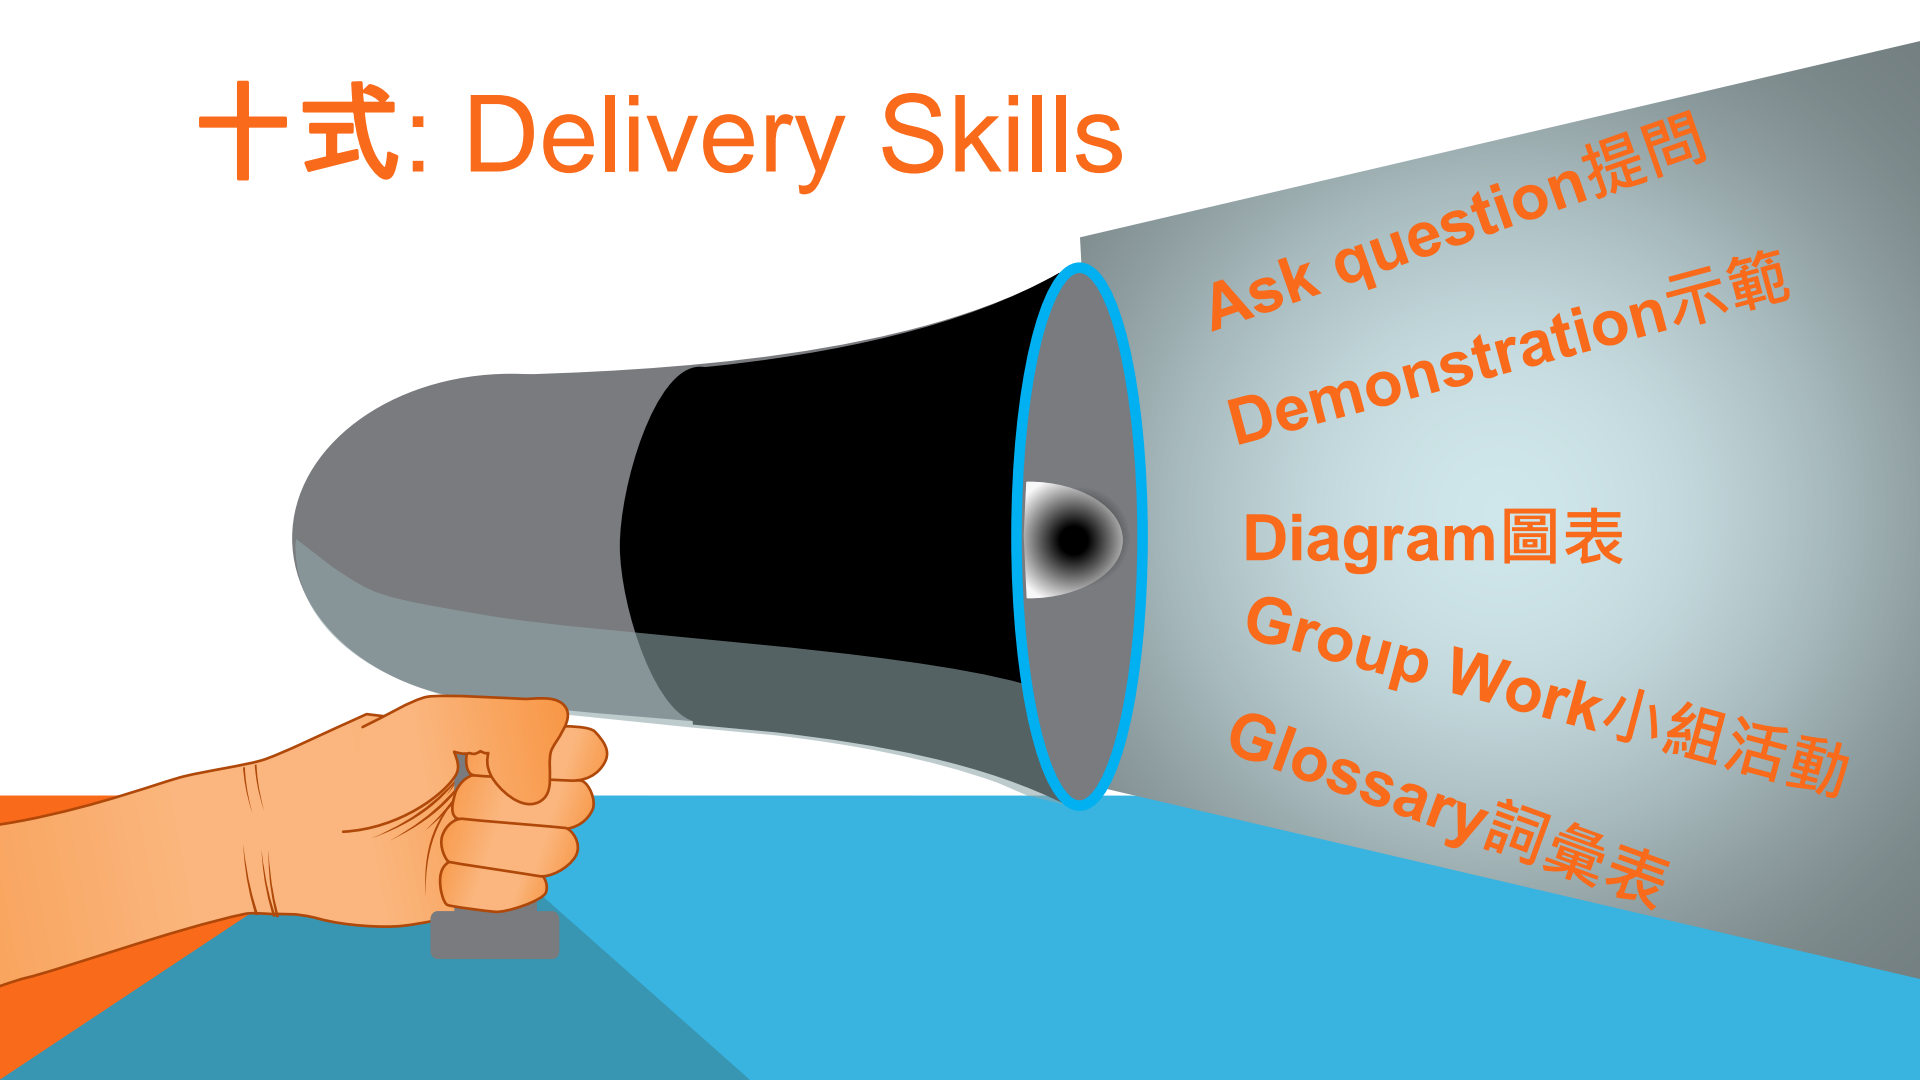 十式: Delivery Skills
Ask question提問
Demonstration示範
Diagram圖表
Group Work小組活動
Glossary詞彙表